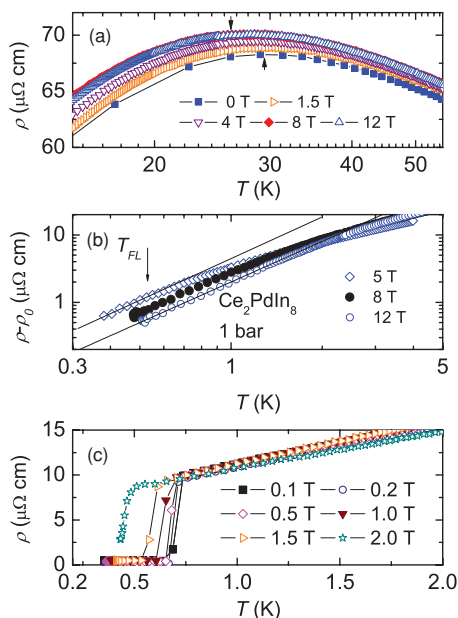 (a)
70
65
60
ρ (μΩ cm)
0 T
1.5 T
4 T
8 T
12 T
20 30 40 50
T (K)
(b)
10
1
ρ-ρ0 (μΩ cm)
TFL
5 T
8 T
12 T
Ce2PdIn8
1 bar
0.3 1 5
T (K)
(c)
15
10
5
0
ρ (μΩ cm)
0.1 T 0.2 T
0.5 T 1.0 T
1.5 T 2.0 T
0.2 0.5 1.0 1.5 2.0
T (K)